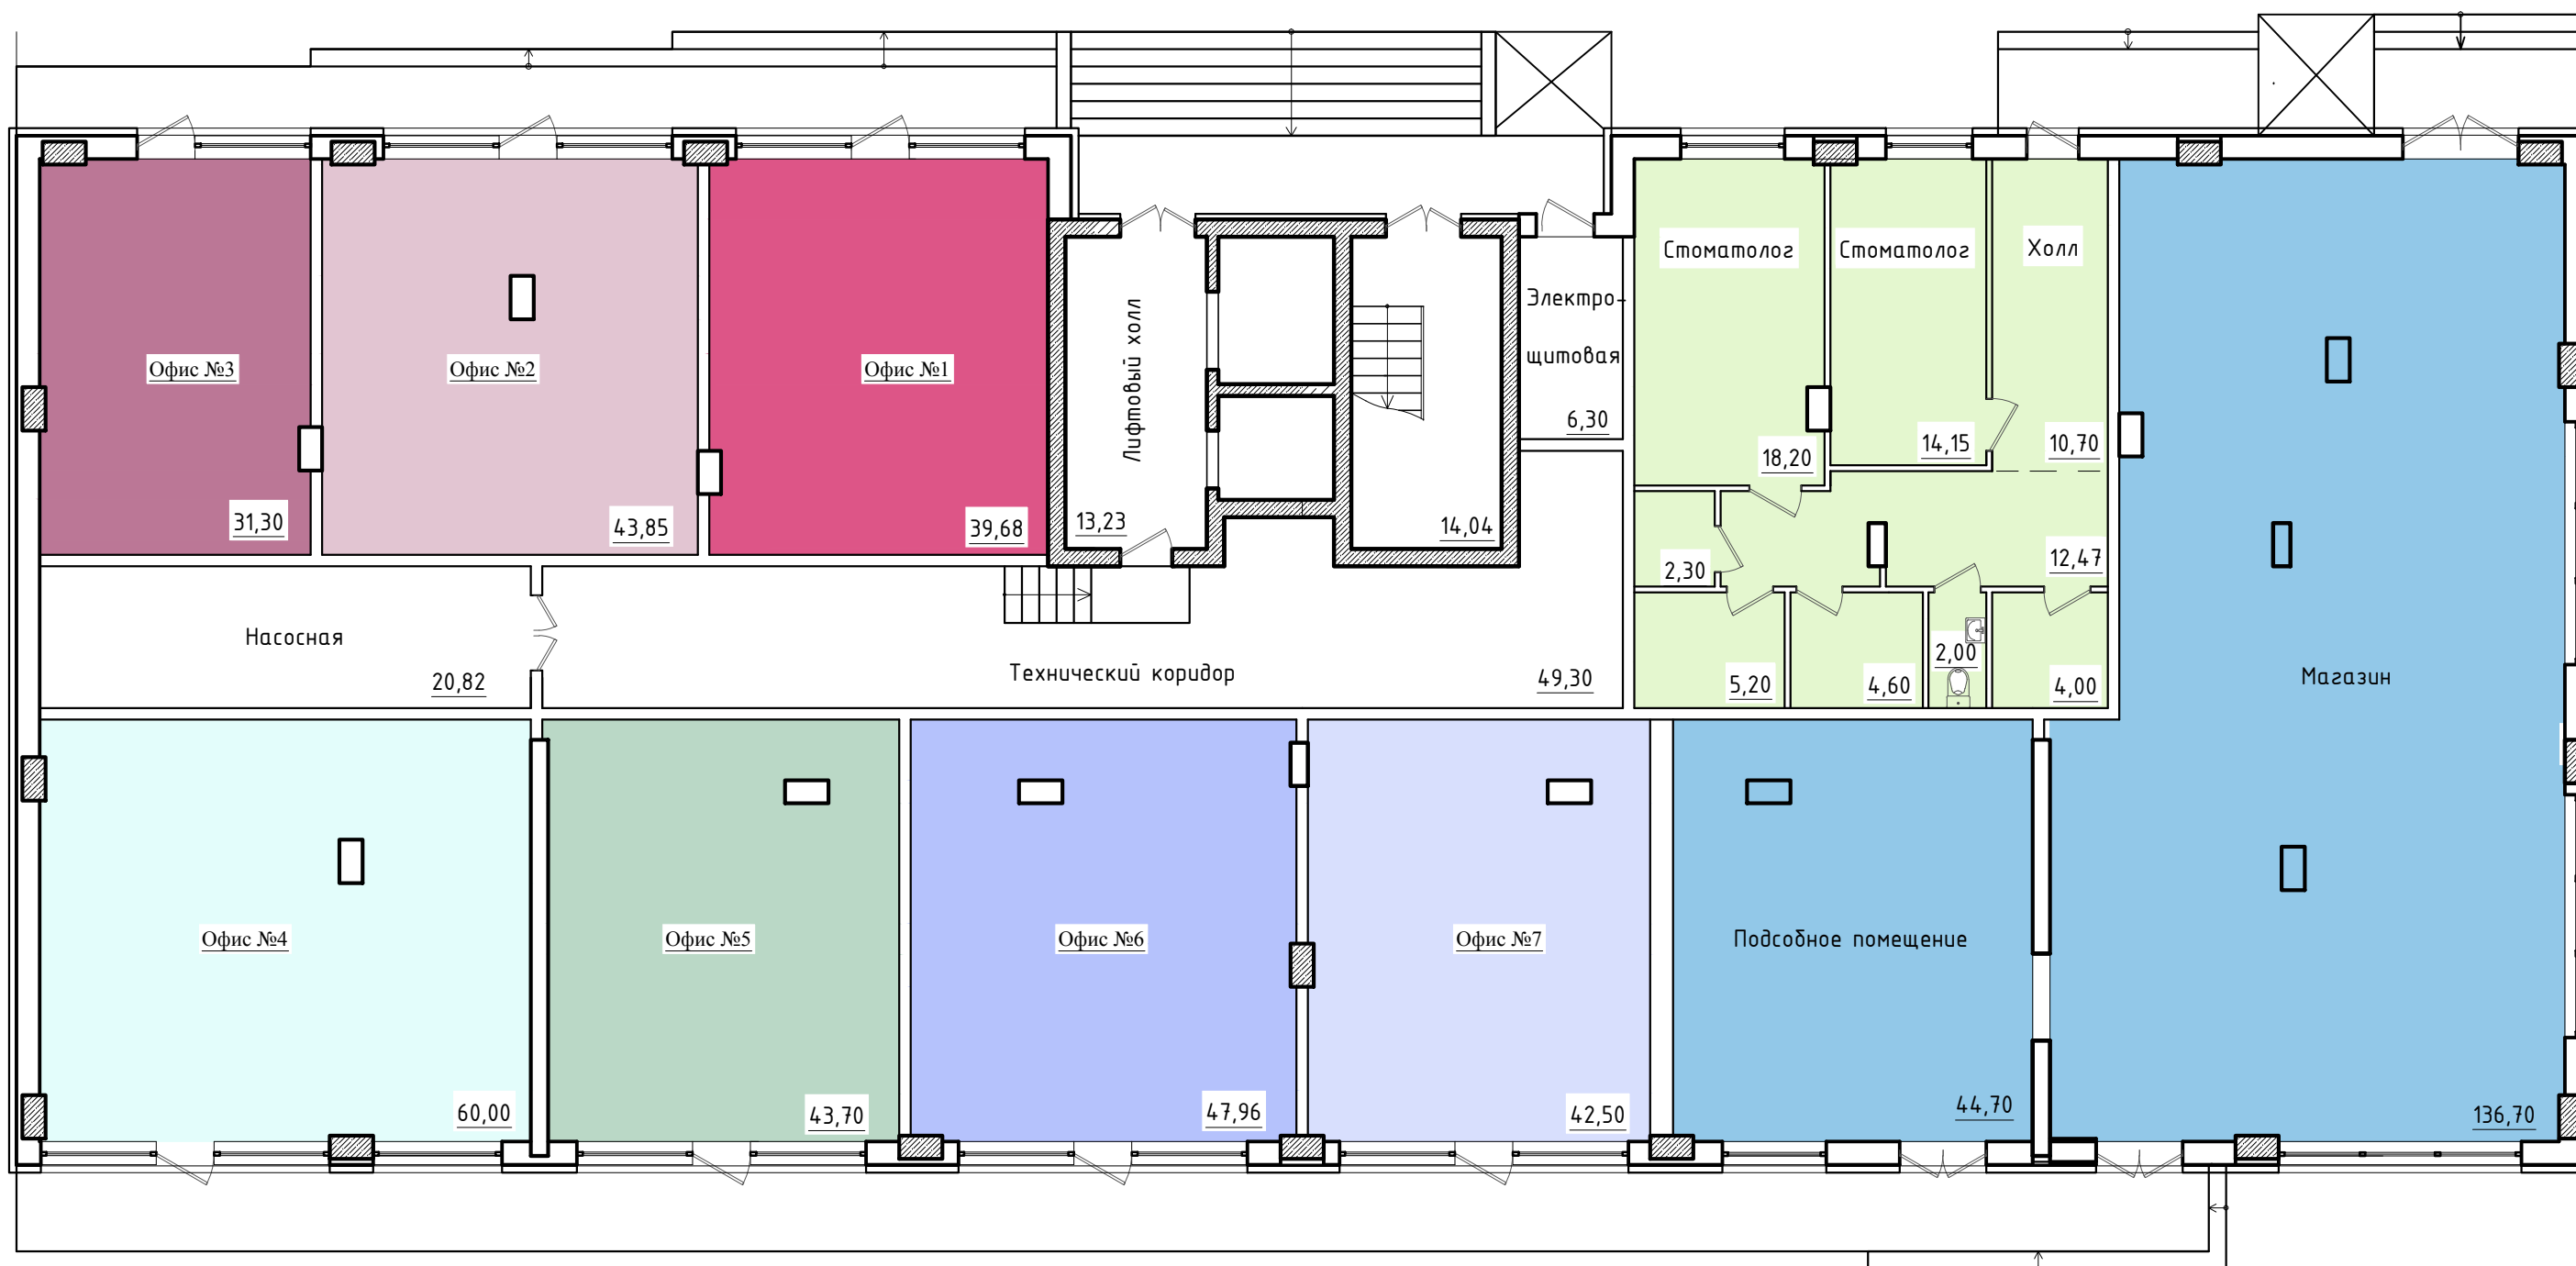 Стоматолог
Стоматолог
Холл
Электро-
щитовая
6,30
Лифтовый холл
Офис №3
Офис №2
Офис №1
31,30
43,85
39,68
13,23
14,04
18,20
14,15
10,70
2,30
12,47
5,20
4,60
2,00
4,00
Насосная
20,82
Технический коридор
49,30
Магазин
Офис №4
Офис №5
Офис №6
Офис №7
Подсобное помещение
60,00
43,70
47,96
42,50
44,70
136,70